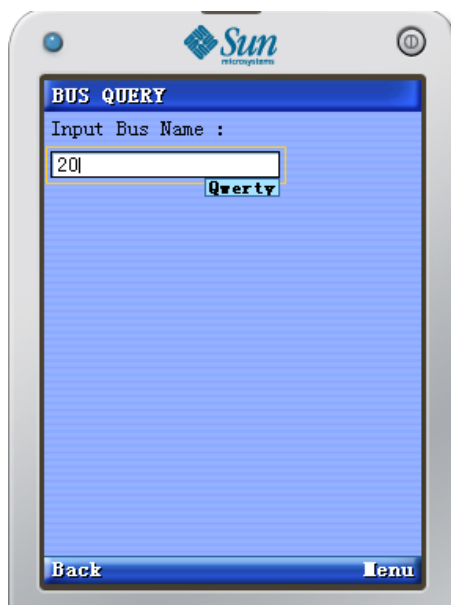 Sun
microsystems
BUS QUERY
Input Bus Name :
20
Qwerty
Back Menu